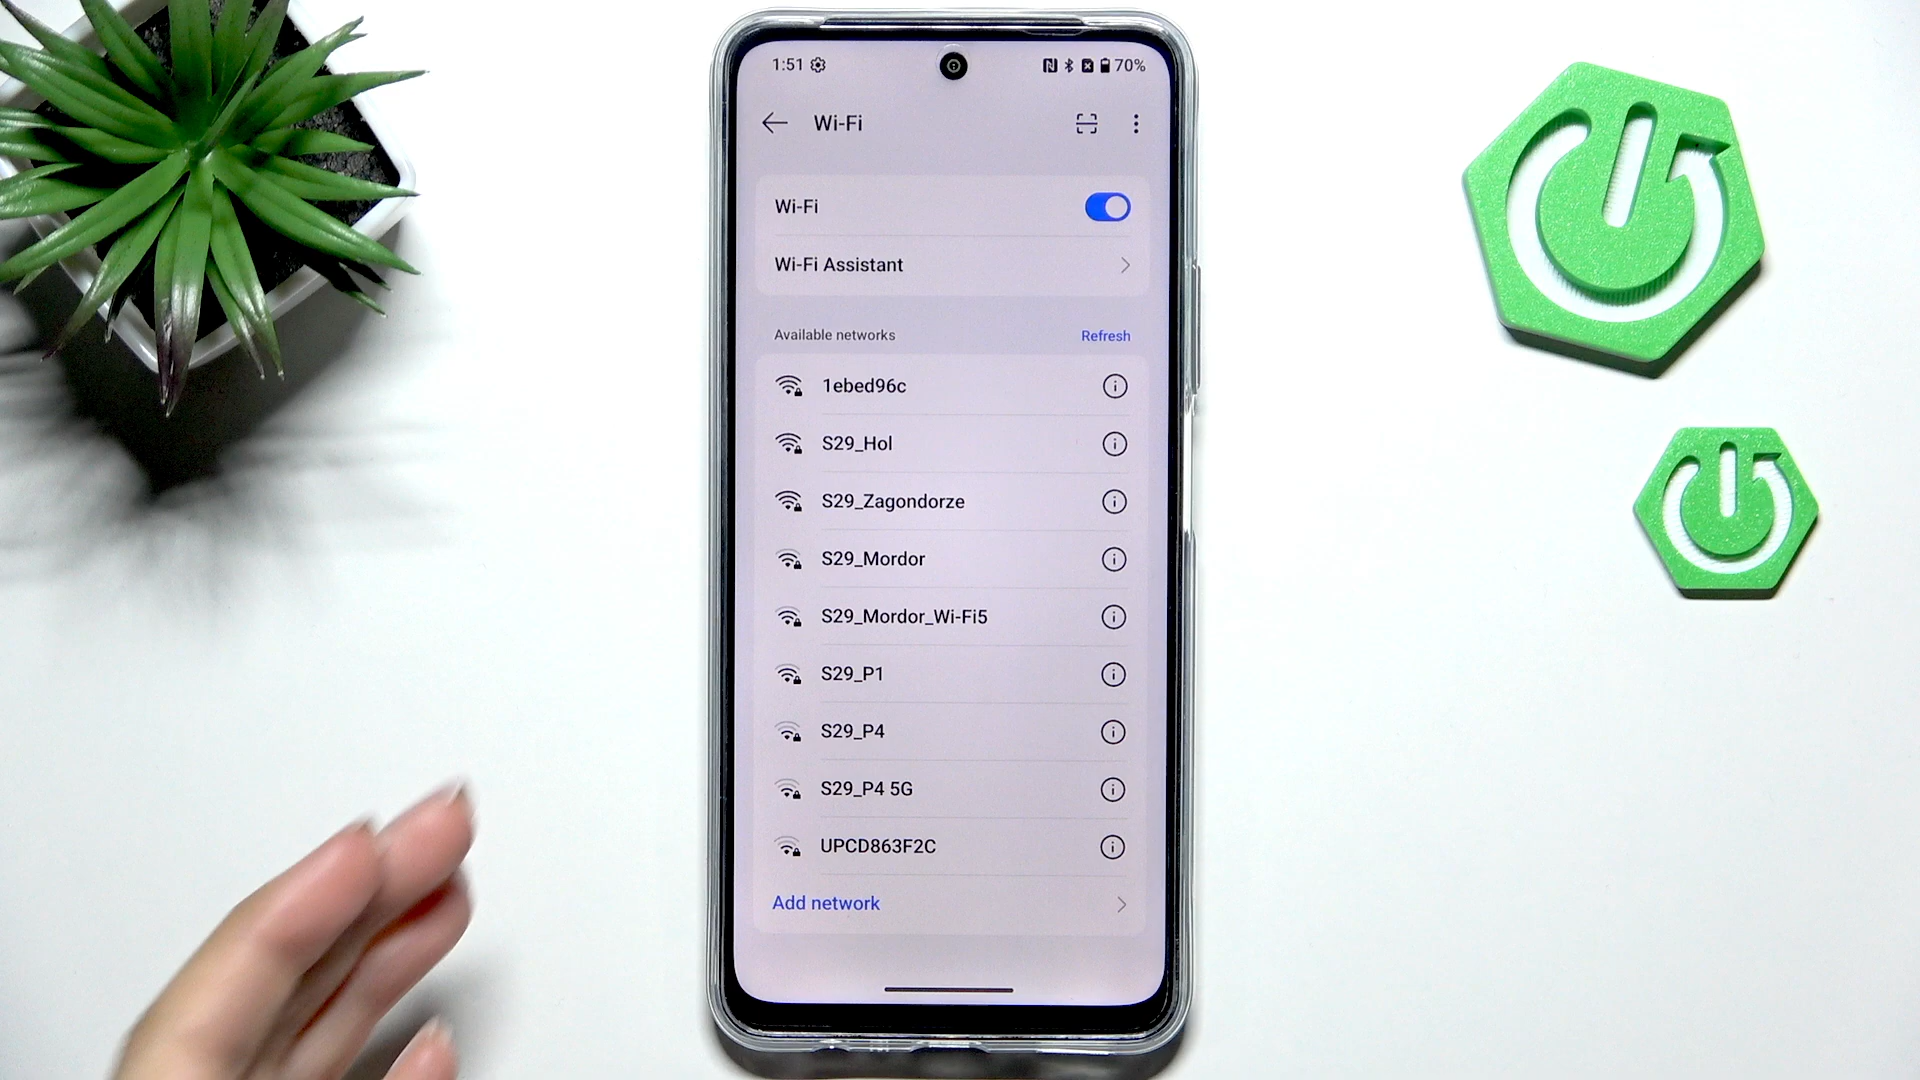 1:51 70%
Wi-Fi
Wi-Fi
Wi-Fi Assistant
Available networks Refresh
1ebed96c
S29_Hol
S29_Zagondorze
S29_Mordor
S29_Mordor_Wi-Fi5
S29_P1
S29_P4
S29_P4 5G
UPCD863F2C
Add network